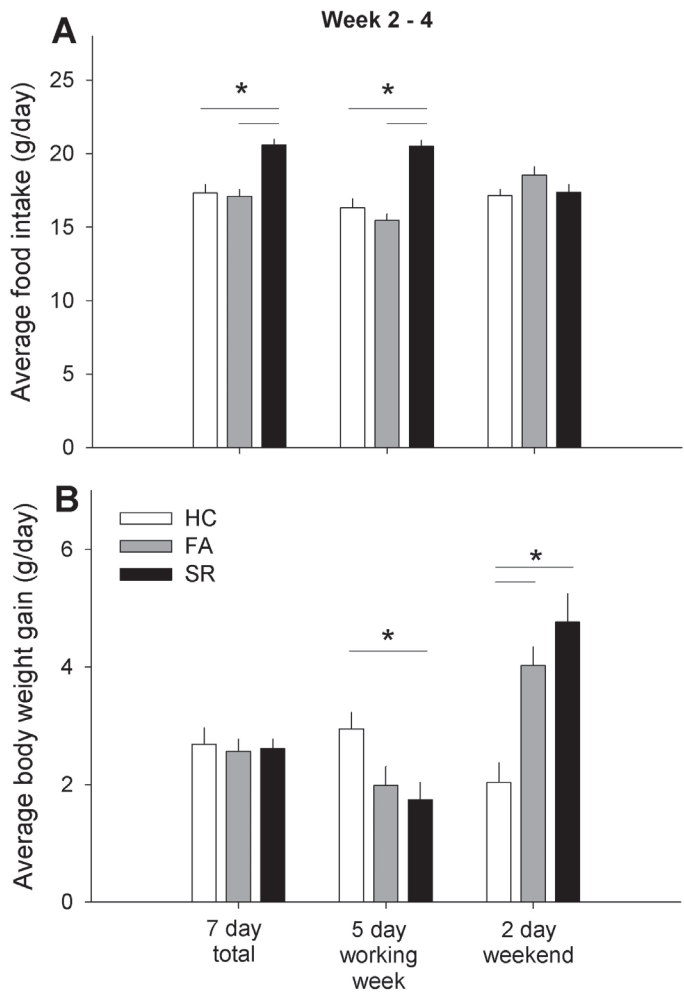 A
Week 2 - 4
Average food intake (g/day)
25
20
15
10
5
0
*
*
B
Average body weight gain (g/day)
6
4
2
0
HC
FA
SR
*
*
7 day
total
5 day
working
week
2 day
weekend